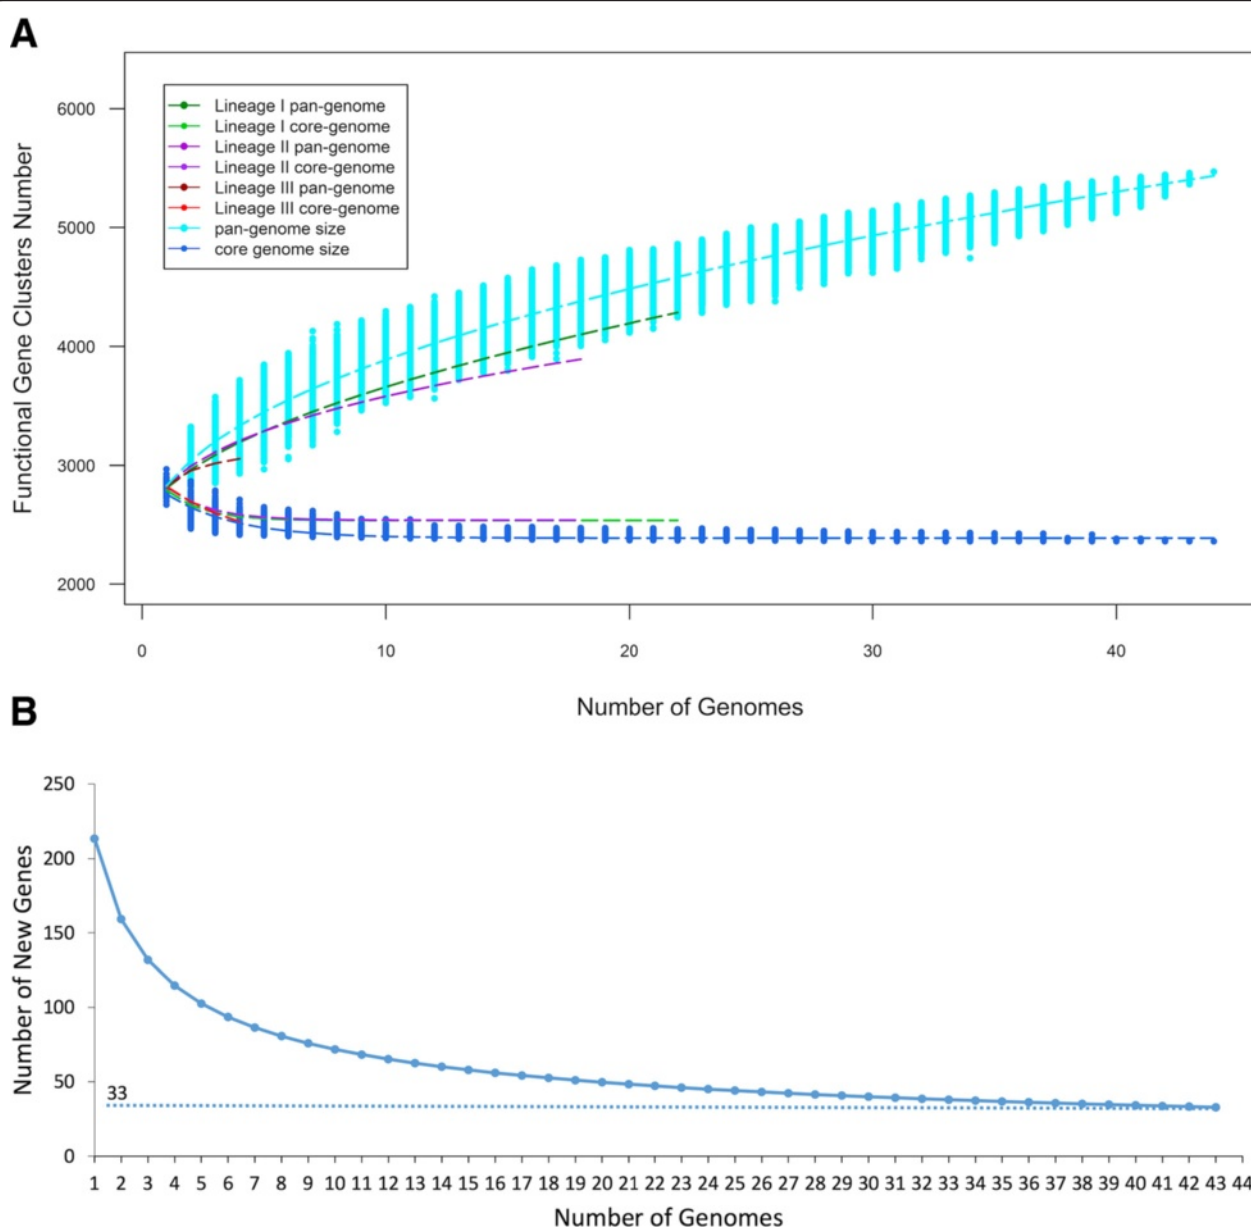 A
Functional Gene Clusters Number
6000
5000
4000
3000
2000
Lineage I pan-genome
Lineage I core-genome
Lineage II pan-genome
Lineage II core-genome
Lineage III pan-genome
Lineage III core-genome
pan-genome size
core genome size
0 10 20 30 40
Number of Genomes
B
Number of New Genes
250
200
150
100
50
0
33
1 2 3 4 5 6 7 8 9 10 11 12 13 14 15 16 17 18 19 20 21 22 23 24 25 26 27 28 29 30 31 32 33 34 35 36 37 38 39 40 41 42 43 44
Number of Genomes